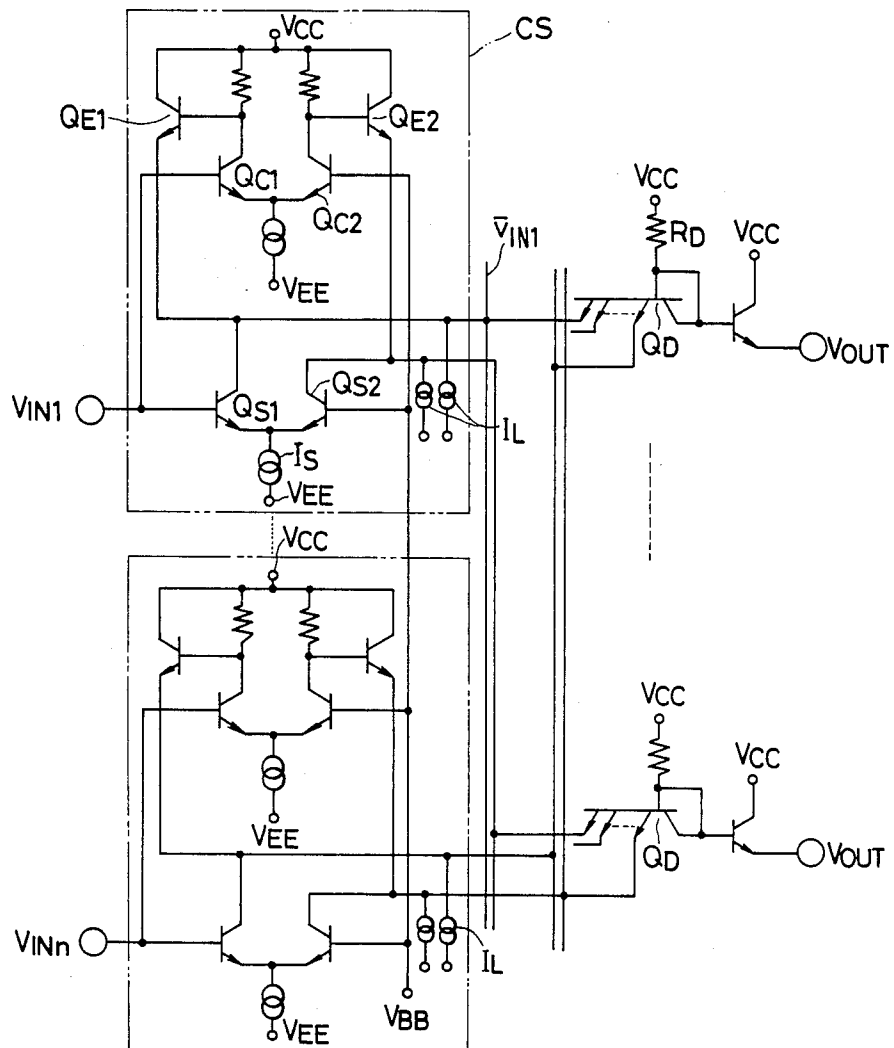 VCC
CS
QE1
QE2
QC1
QC2
VCC
RD
VCC
v̄IN1
VEE
QD
VOUT
VIN1
QS1
QS2
IL
IS
VEE
VCC
VCC
VCC
VEE
QD
VOUT
VINn
IL
VEE
VBB